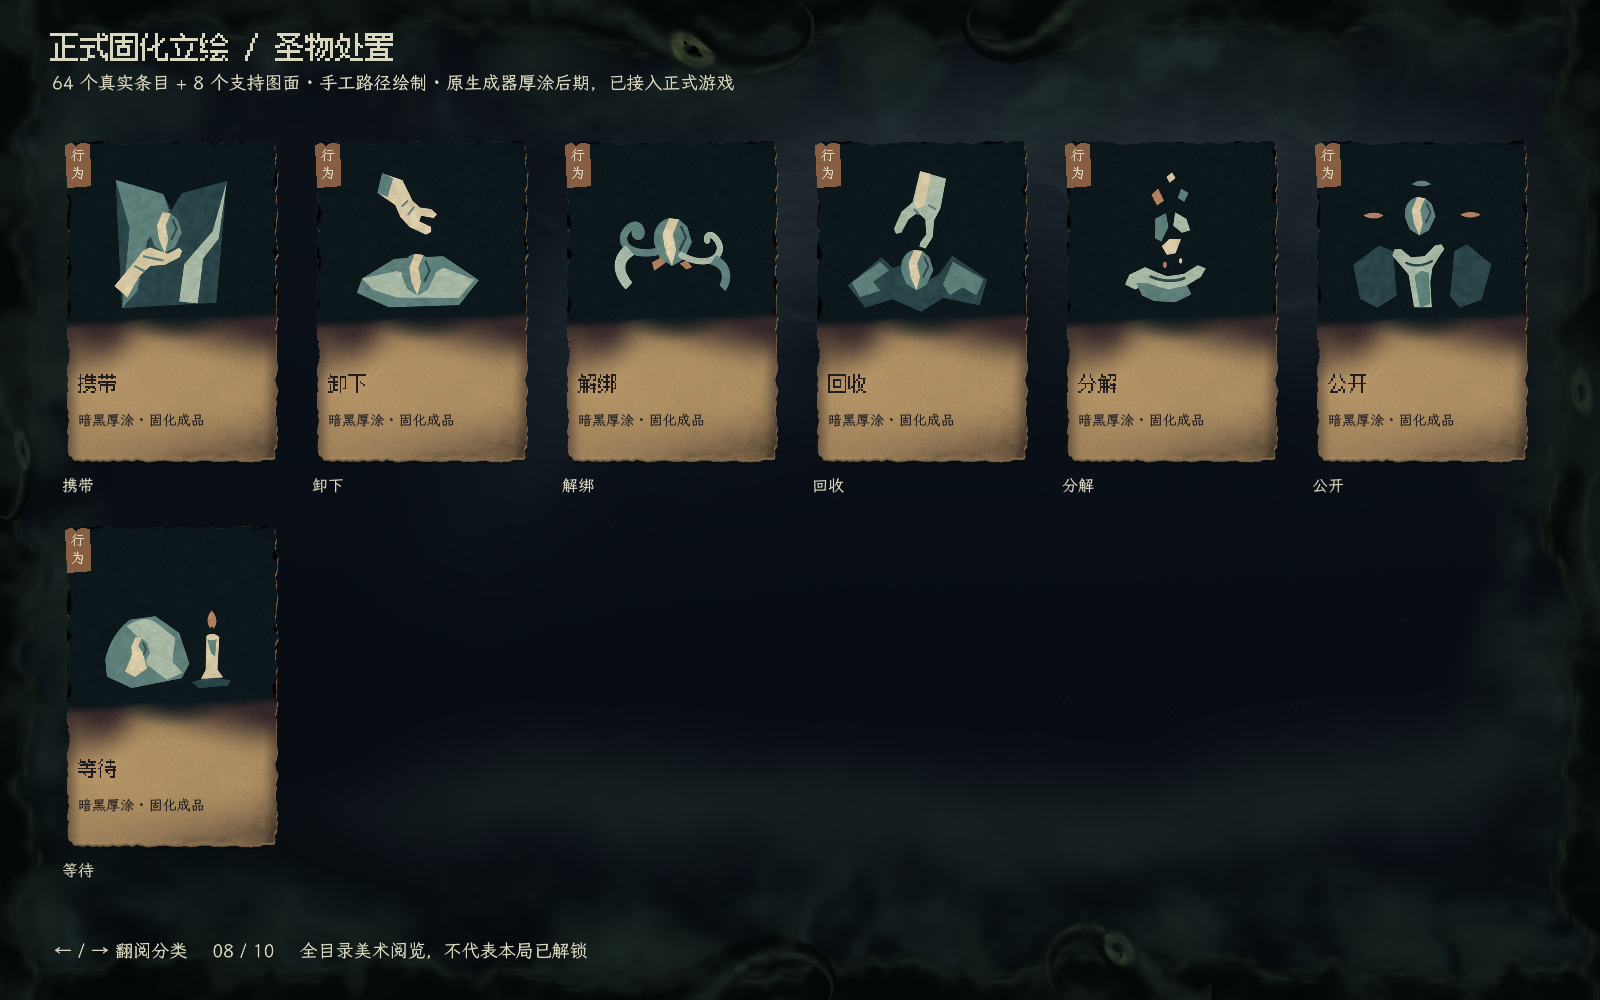 正式固化立绘 / 圣物处置
64 个真实条目 + 8 个支持图面・手工路径绘制・原生成器厚涂后期，已接入正式游戏
行为
携带
暗黑厚涂・固化成品
携带
行为
卸下
暗黑厚涂・固化成品
卸下
行为
解绑
暗黑厚涂・固化成品
解绑
行为
回收
暗黑厚涂・固化成品
回收
行为
分解
暗黑厚涂・固化成品
分解
行为
公开
暗黑厚涂・固化成品
公开
行为
等待
暗黑厚涂・固化成品
等待
← / → 翻阅分类 08 / 10 全目录美术阅览，不代表本局已解锁